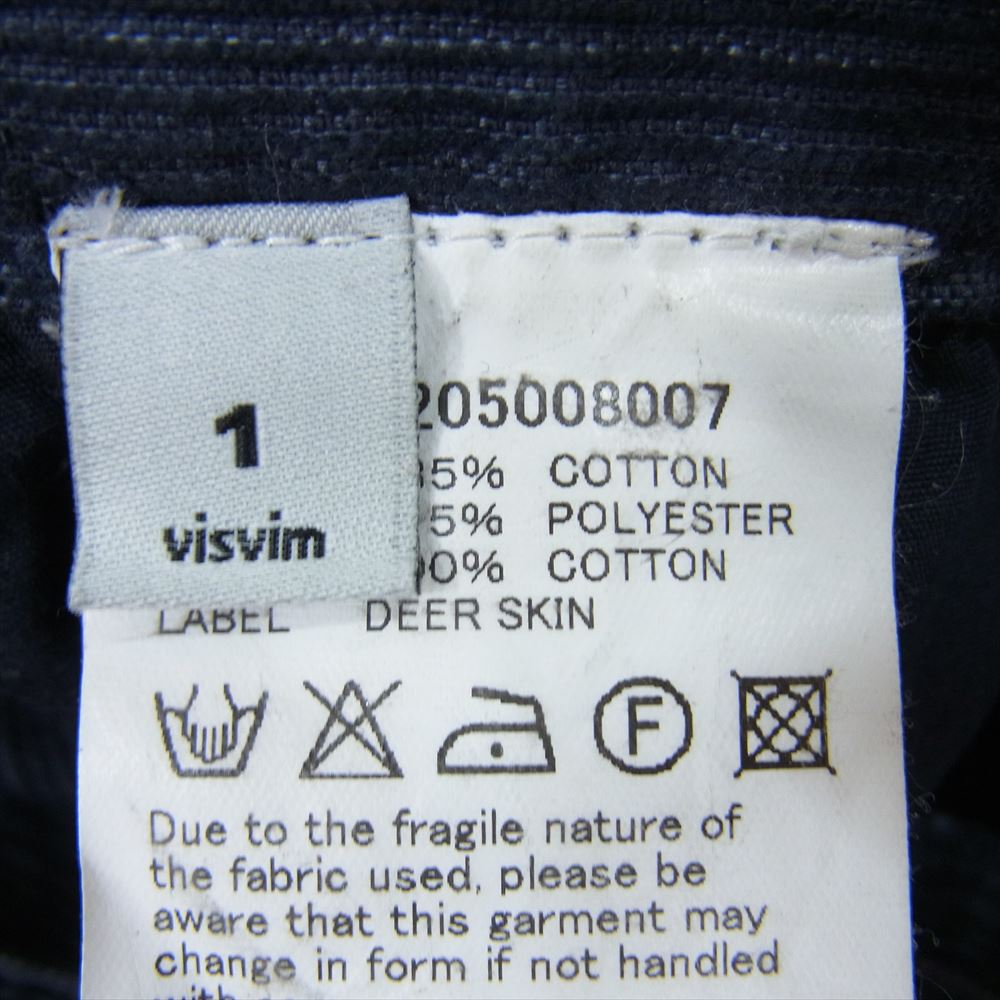 1
visvim
205008007
5% COTTON
5% POLYESTER
00% COTTON
LABEL DEER SKIN
F
Due to the fragile nature of
the fabric used, please be
aware that this garment may
change in form if not handled